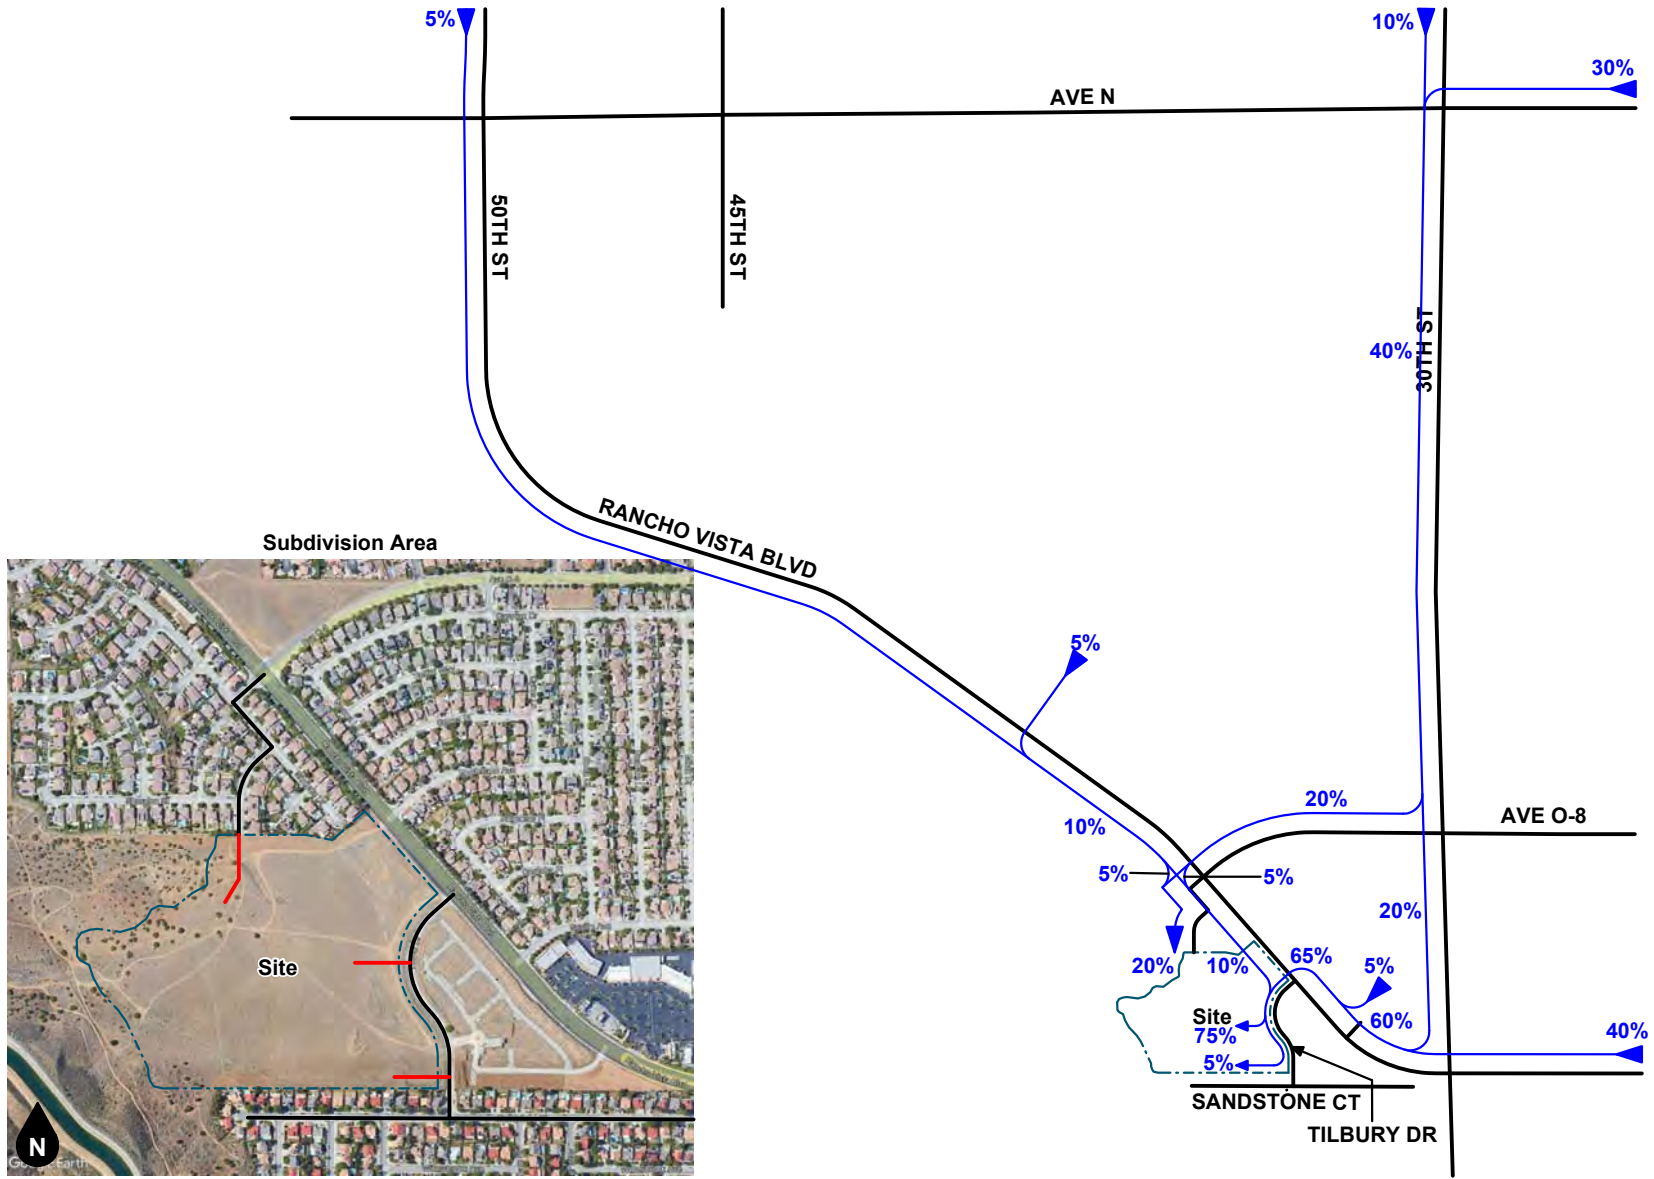 5%
10%
30%
AVE N
50TH ST
45TH ST
30TH ST
40%
RANCHO VISTA BLVD
Subdivision Area
5%
20%
AVE O-8
10%
5%
5%
20%
65%
20%
10%
5%
Site
Site
75%
60%
40%
5%
SANDSTONE CT
TILBURY DR
N